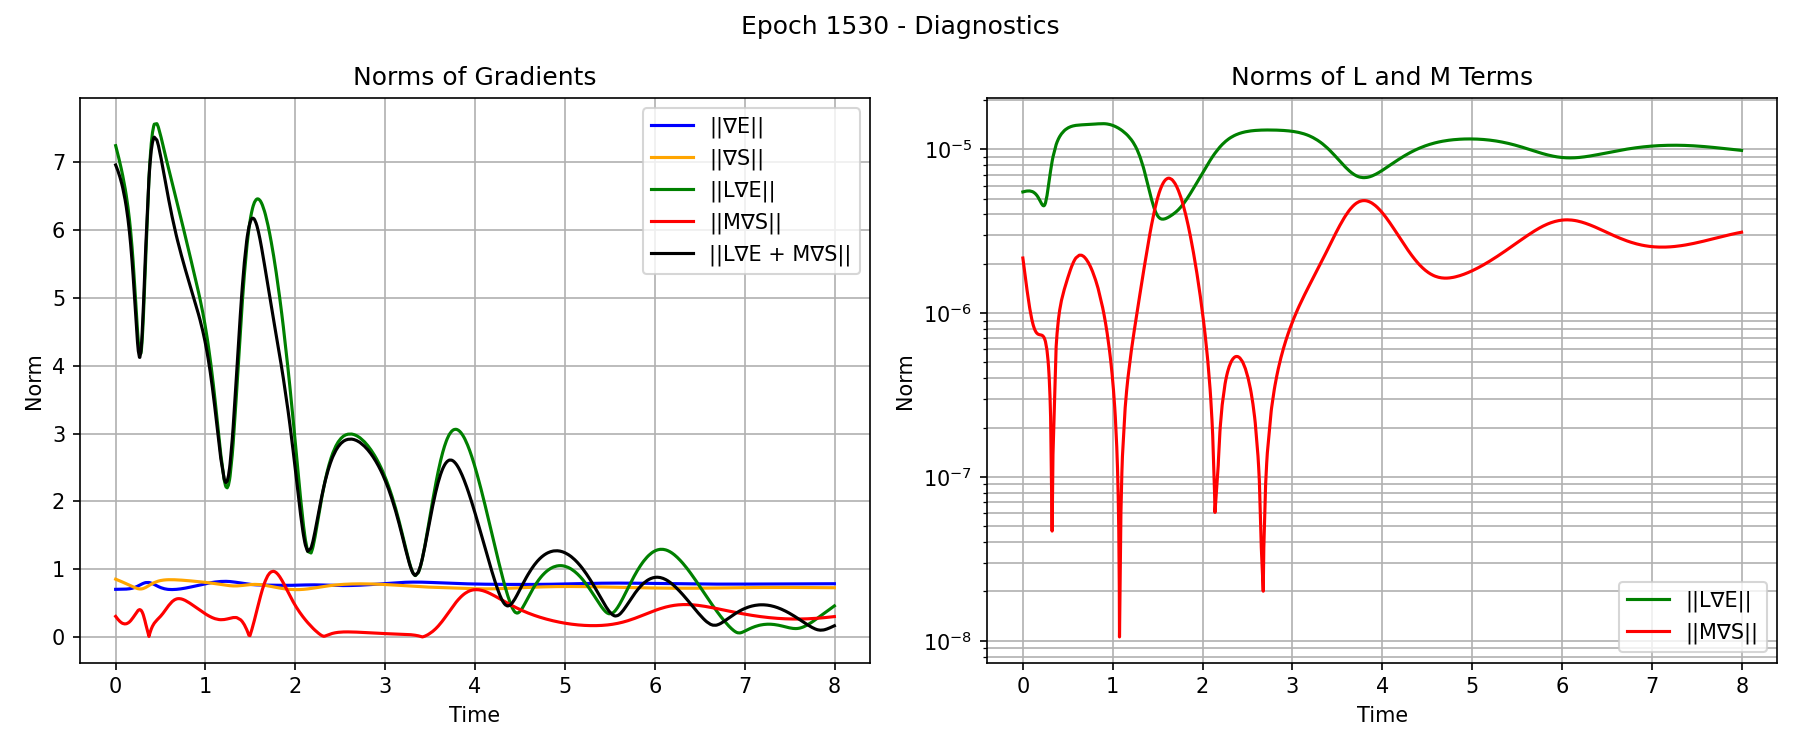 Epoch 1530 - Diagnostics
Norms of Gradients
Norm
7
6
5
4
3
2
1
0
||∇E||
||∇S||
||L∇E||
||M∇S||
||L∇E + M∇S||
0 1 2 3 4 5 6 7 8
Time
Norms of L and M Terms
Norm
10⁻⁵
10⁻⁶
10⁻⁷
10⁻⁸
||L∇E||
||M∇S||
0 1 2 3 4 5 6 7 8
Time